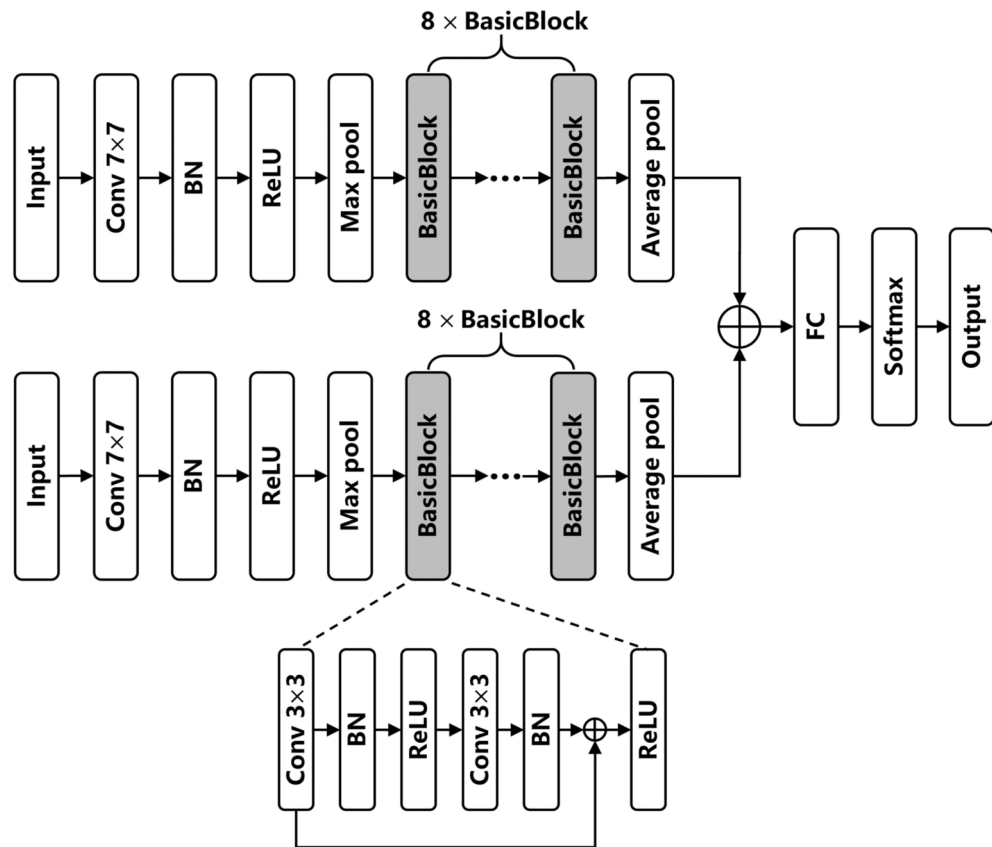 8 × BasicBlock
Input
Conv 7×7
BN
ReLU
Max pool
BasicBlock
BasicBlock
Average pool
8 × BasicBlock
Input
Conv 7×7
BN
ReLU
Max pool
BasicBlock
BasicBlock
Average pool
FC
Softmax
Output
Conv 3×3
BN
ReLU
Conv 3×3
BN
ReLU